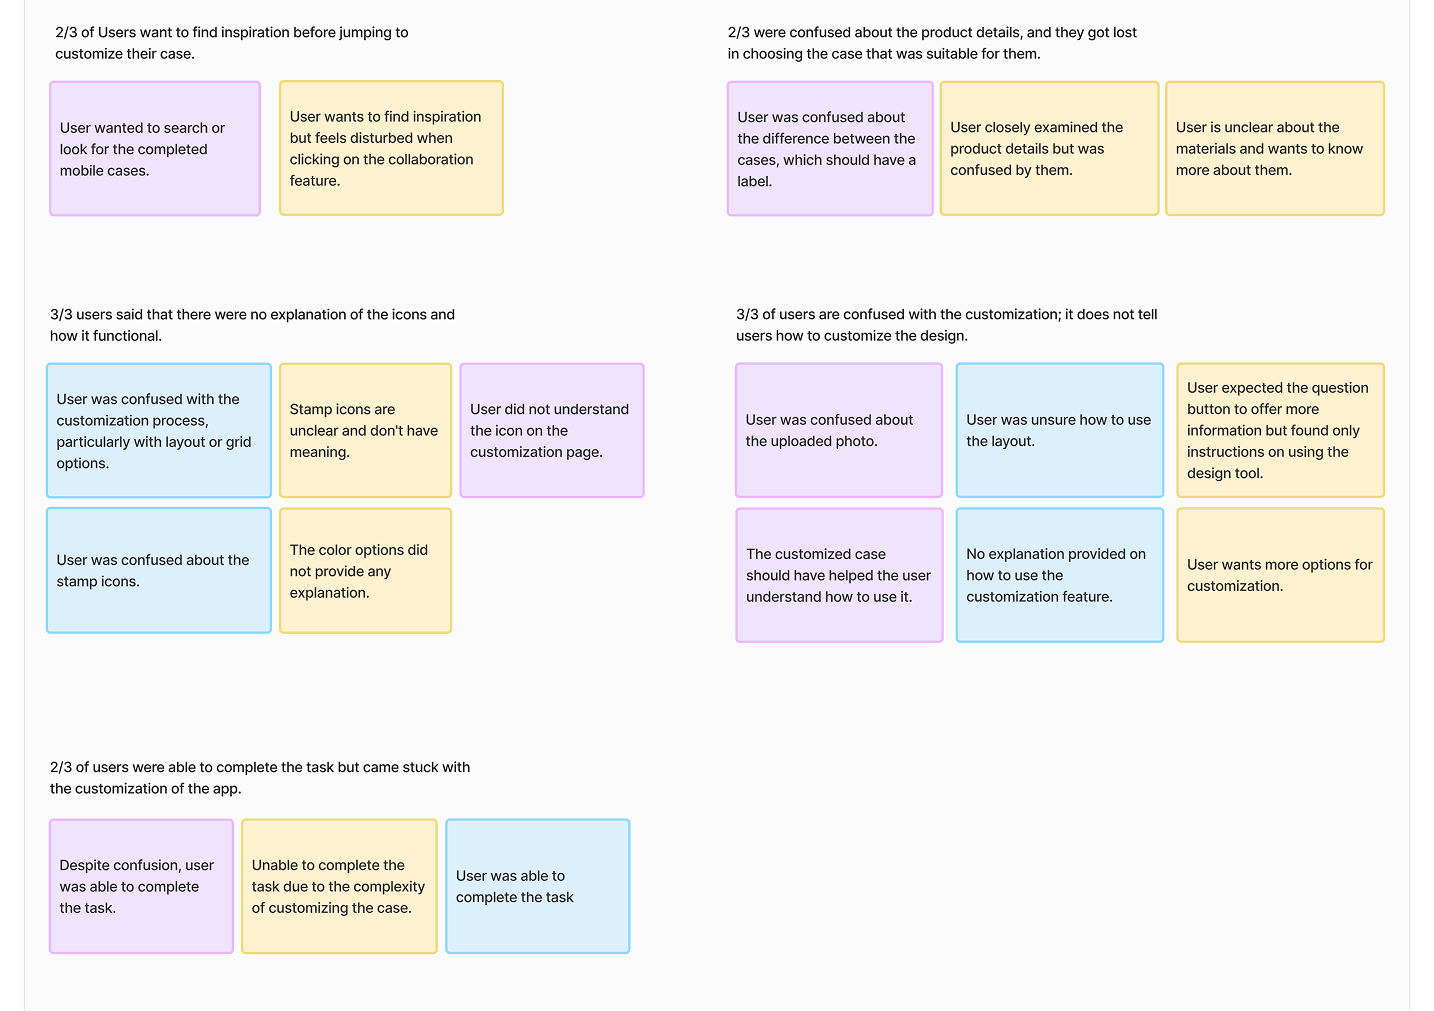 2/3 of Users want to find inspiration before jumping to
customize their case.
User wanted to search or
look for the completed
mobile cases.
User wants to find inspiration
but feels disturbed when
clicking on the collaboration
feature.
2/3 were confused about the product details, and they got lost
in choosing the case that was suitable for them.
User was confused about
the difference between the
cases, which should have a
label.
User closely examined the
product details but was
confused by them.
User is unclear about the
materials and wants to know
more about them.
3/3 users said that there were no explanation of the icons and
how it functional.
User was confused with the
customization process,
particularly with layout or grid
options.
Stamp icons are
unclear and don't have
meaning.
User did not understand
the icon on the
customization page.
User was confused about the
stamp icons.
The color options did
not provide any
explanation.
3/3 of users are confused with the customization; it does not tell
users how to customize the design.
User was confused about
the uploaded photo.
User was unsure how to use
the layout.
User expected the question
button to offer more
information but found only
instructions on using the
design tool.
The customized case
should have helped the user
understand how to use it.
No explanation provided on
how to use the
customization feature.
User wants more options for
customization.
2/3 of users were able to complete the task but came stuck with
the customization of the app.
Despite confusion, user
was able to complete
the task.
Unable to complete the
task due to the complexity
of customizing the case.
User was able to
complete the task